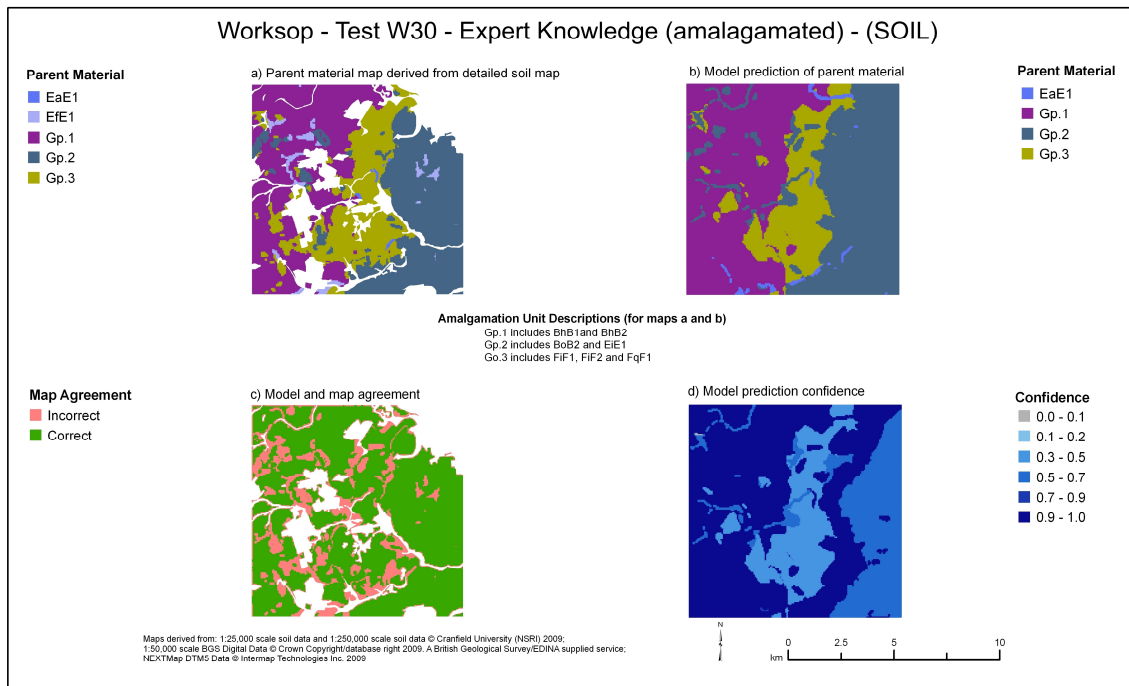 Worksop - Test W30 - Expert Knowledge (amalagamated) - (SOIL)
Parent Material
EaE1
EfE1
Gp.1
Gp.2
Gp.3
a) Parent material map derived from detailed soil map
b) Model prediction of parent material
Parent Material
EaE1
Gp.1
Gp.2
Gp.3
Amalgamation Unit Descriptions (for maps a and b)
Gp.1 includes BhB1and BhB2
Gp.2 includes BoB2 and EiE1
Go.3 includes FiF1, FiF2 and FqF1
Map Agreement
Incorrect
Correct
c) Model and map agreement
d) Model prediction confidence
Confidence
0.0 - 0.1
0.1 - 0.2
0.3 - 0.5
0.5 - 0.7
0.7 - 0.9
0.9 - 1.0
Maps derived from: 1:25,000 scale soil data and 1:250,000 scale soil data © Cranfield University (NSRI) 2009;
1:50,000 scale BGS Digital Data © Crown Copyright/database right 2009. A British Geological Survey/EDINA supplied service;
NEXTMap DTM5 Data © Intermap Technologies Inc. 2009
N
0 5 10
km